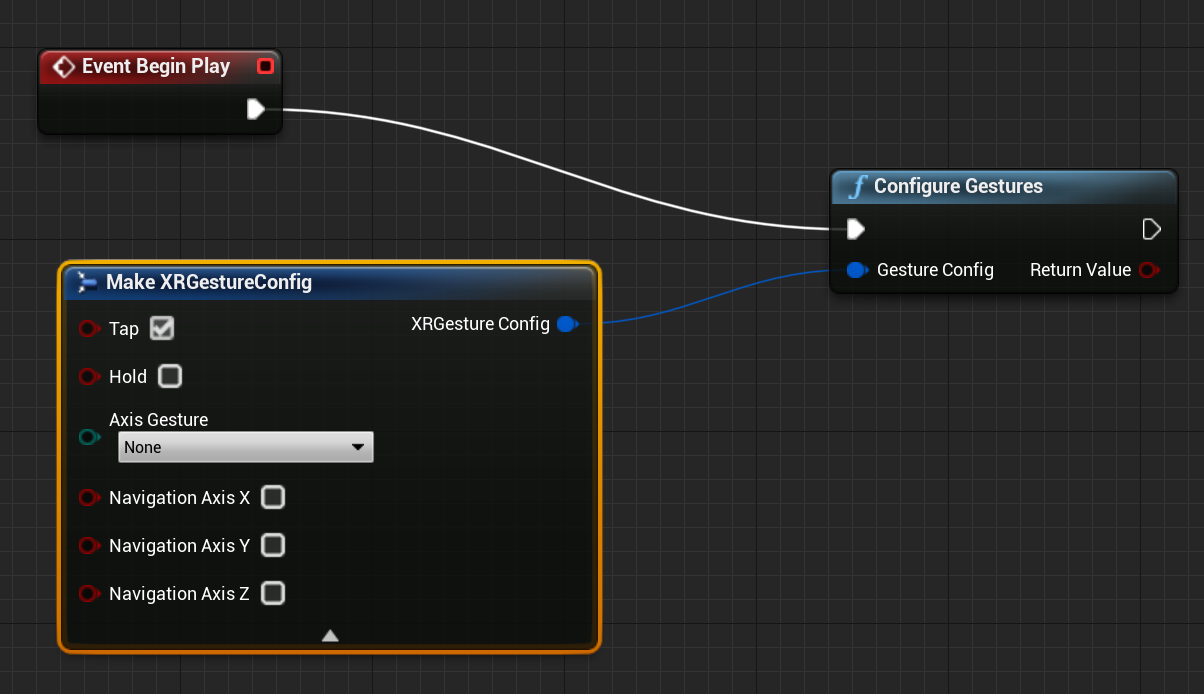 Event Begin Play
Configure Gestures
Gesture Config Return Value
Make XRGestureConfig
Tap XRGesture Config
Hold
Axis Gesture
None
Navigation Axis X
Navigation Axis Y
Navigation Axis Z